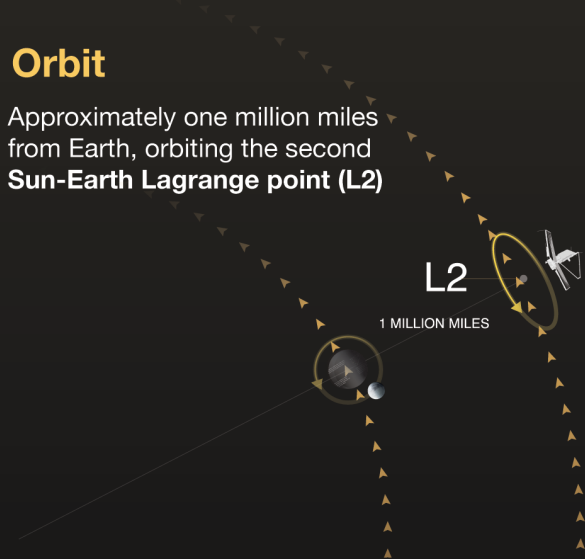 Orbit
Approximately one million miles
from Earth, orbiting the second
Sun-Earth Lagrange point (L2)
L2
1 MILLION MILES